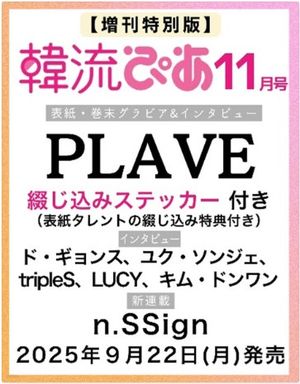 【増刊特別版】
韓流ぴあ11月号
表紙・巻末グラビア&インタビュー
PLAVE
綴じ込みステッカー 付き
（表紙タレントの綴じ込み特典付き）
インタビュー
ド・ギョンス、ユク・ソンジェ、
tripleS、LUCY、キム・ドンワン
新連載
n.SSign
2025年9月22日(月)発売